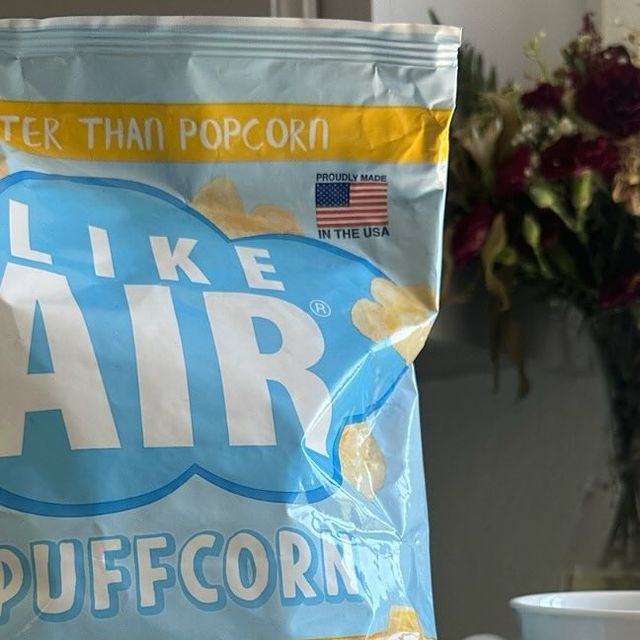 TER THAN POPCORN
PROUDLY MADE
IN THE USA
LIKE
AIR®
PUFFCORN